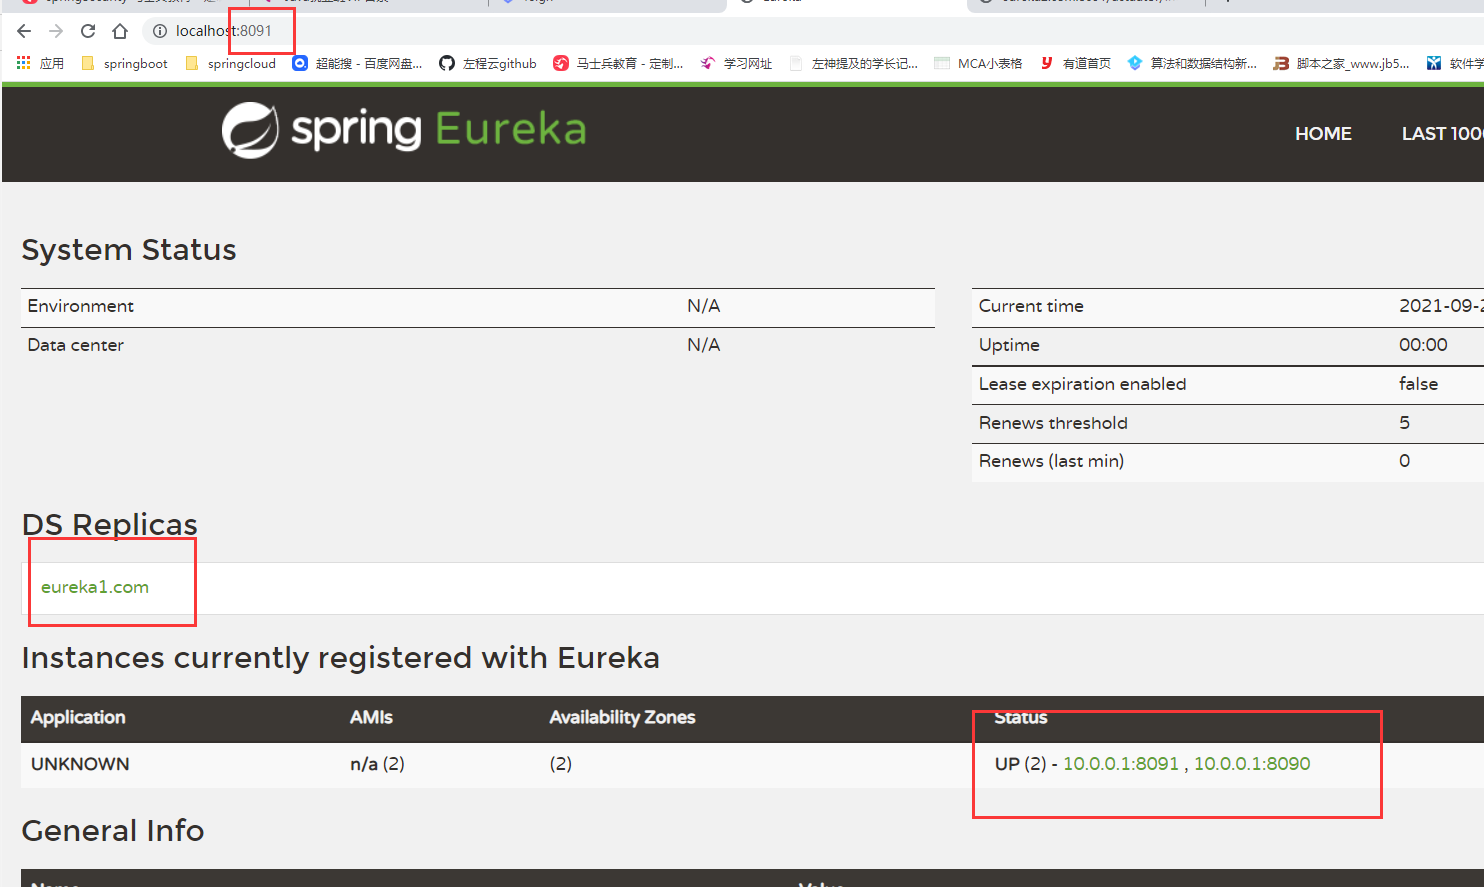 localhost:8091
应用 springboot springcloud 超能搜 - 百度网盘... 左程云github 马士兵教育 - 定制... 学习网址 左神提及的学长记... MCA小表格 有道首页 算法和数据结构新... 脚本之家_www.jb5... 软件学
spring Eureka
HOME LAST 100
System Status
Environment N/A
Data center N/A
Current time 2021-09-2
Uptime 00:00
Lease expiration enabled false
Renews threshold 5
Renews (last min) 0
DS Replicas
eureka1.com
Instances currently registered with Eureka
Application AMIs Availability Zones Status
UNKNOWN n/a (2) (2) UP (2) - 10.0.0.1:8091 , 10.0.0.1:8090
General Info
Name Value